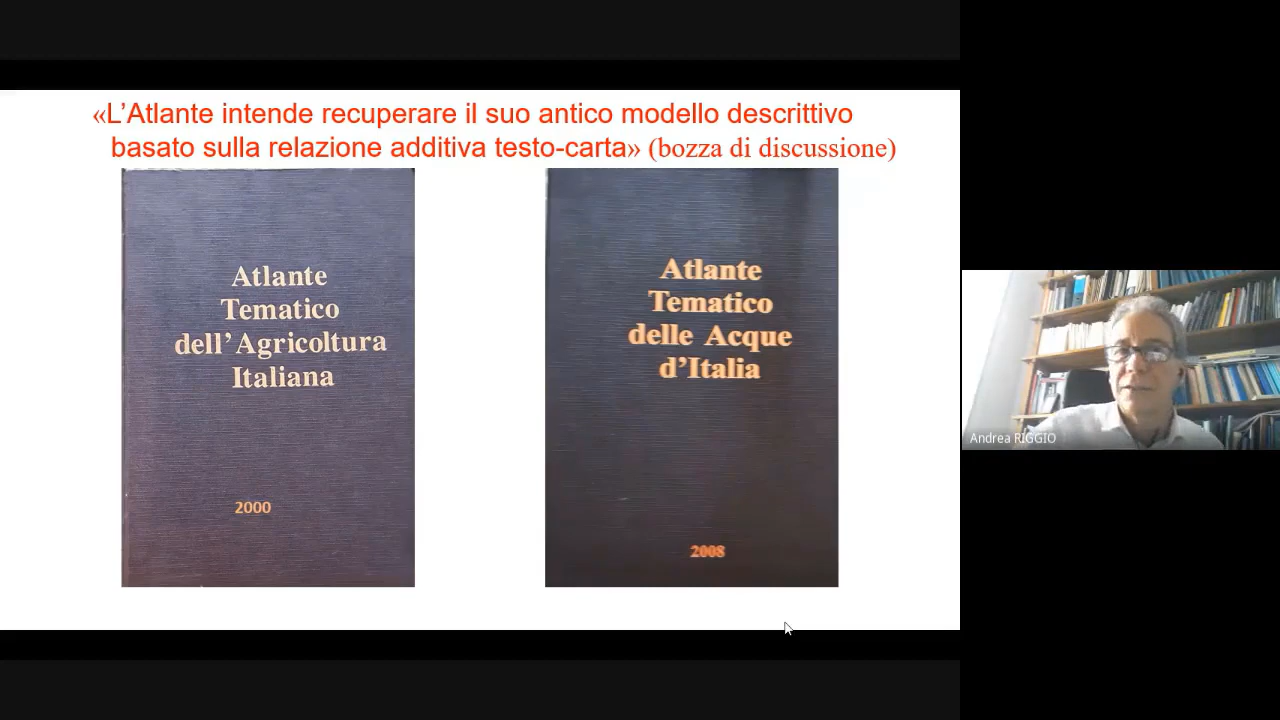 «L’Atlante intende recuperare il suo antico modello descrittivo
basato sulla relazione additiva testo-carta» (bozza di discussione)
Atlante
Tematico
dell’Agricoltura
Italiana
2000
Atlante
Tematico
delle Acque
d’Italia
2008
Andrea RIGGIO